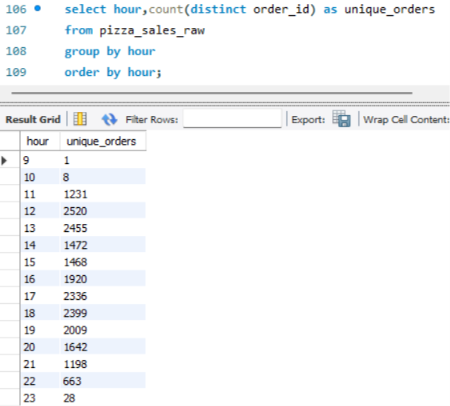 106 select hour,count(distinct order_id) as unique_orders
107 from pizza_sales_raw
108 group by hour
109 order by hour;
Result Grid Filter Rows: Export: Wrap Cell Content:
hour unique_orders
9 1
10 8
11 1231
12 2520
13 2455
14 1472
15 1468
16 1920
17 2336
18 2399
19 2009
20 1642
21 1198
22 663
23 28